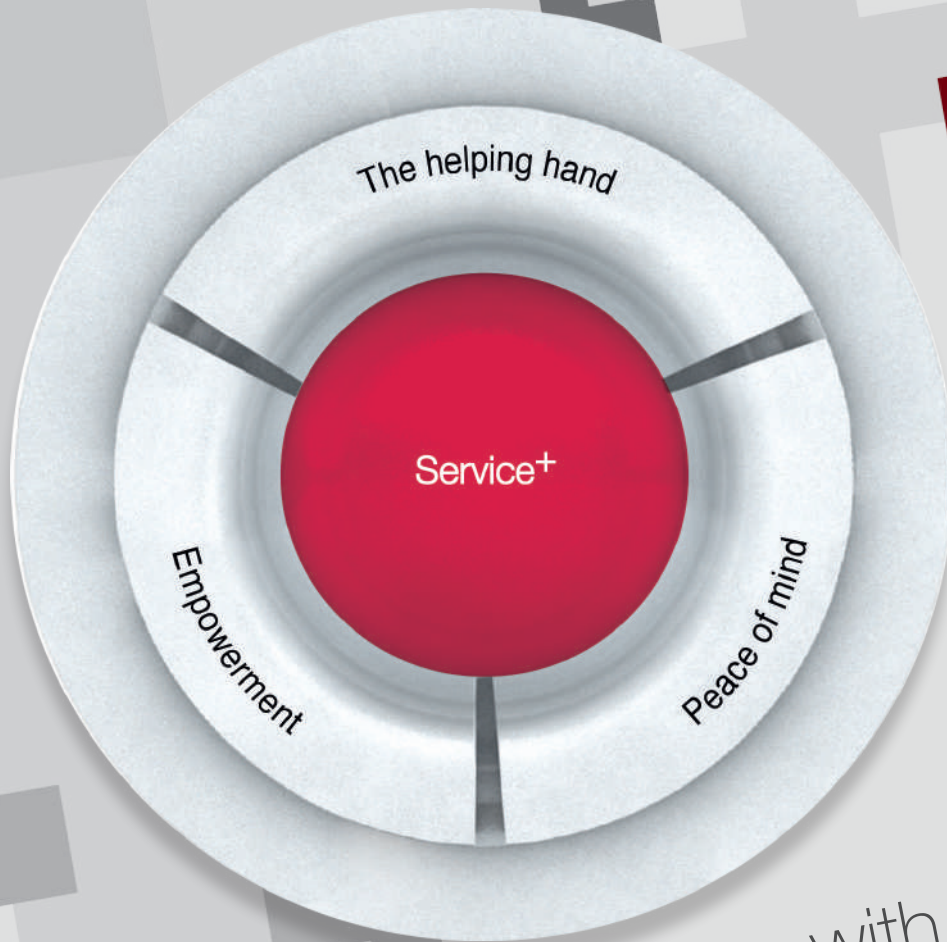 The helping hand
Service⁺
Empowerment
Peace of mind
with